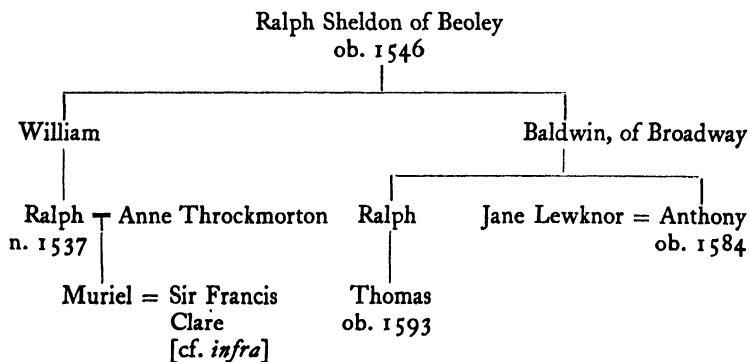 Ralph Sheldon of Beoley
ob. 1546
William
Baldwin, of Broadway
Ralph Anne Throckmorton Ralph Jane Lewknor = Anthony
n. 1537 ob. 1584
Muriel = Sir Francis Thomas
Clare ob. 1593
[cf. infra]